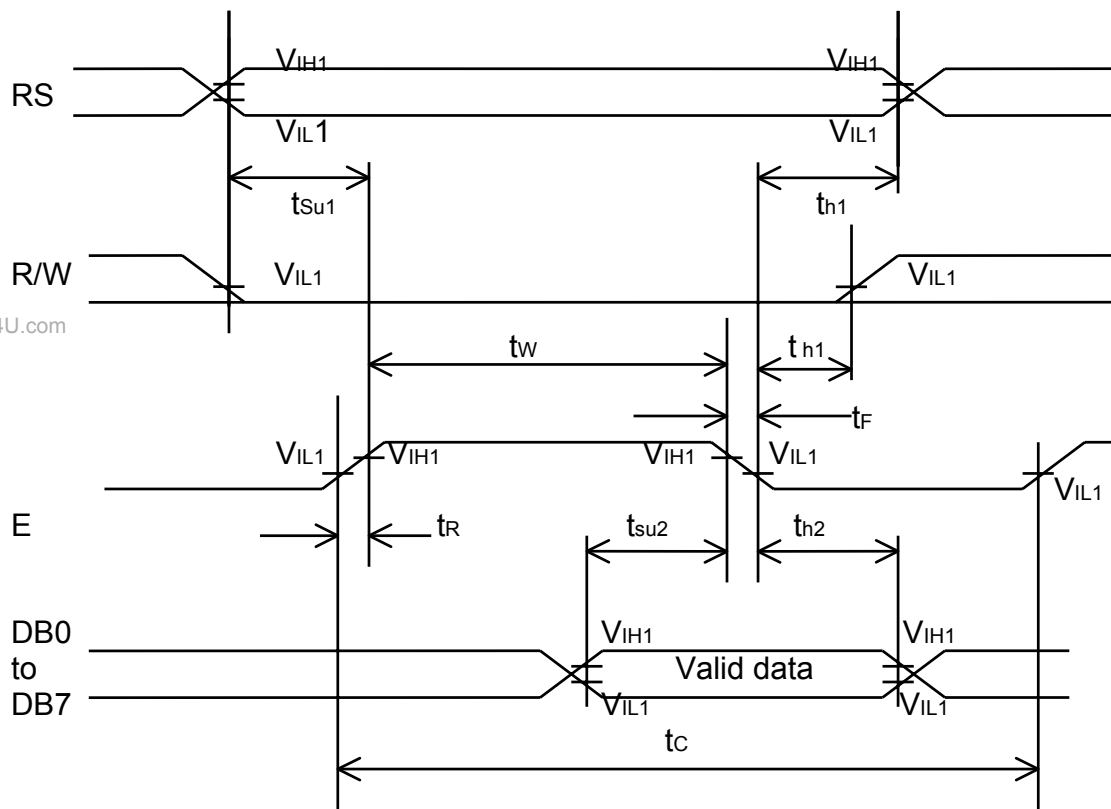 VIH1 VIH1
RS
VIL1 VIL1
tSu1 th1
R/W VIL1 VIL1
4U.com
tW th1
tF
VIL1 VIH1 VIH1 VIL1
VIL1
E tR tsu2 th2
DB0 VIH1 VIH1
to Valid data
DB7 VIL1 VIL1
tC